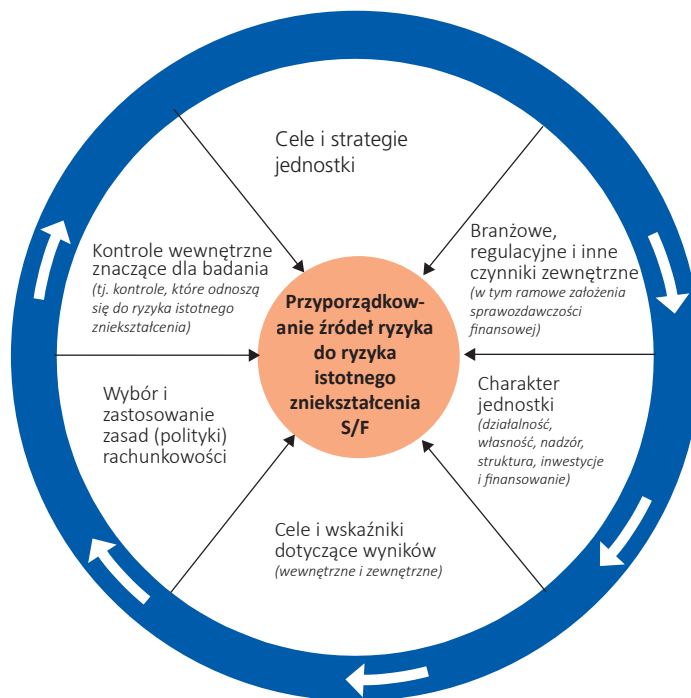 Cele i strategie
jednostki
Branżowe,
regulacyjne i inne
czynniki zewnętrzne
(w tym ramowe założenia
sprawozdawczości
finansowej)
Charakter
jednostki
(działalność,
własność, nadzór,
struktura, inwestycje
i finansowanie)
Cele i wskaźniki
dotyczące wyników
(wewnętrzne i zewnętrzne)
Wybór i
zastosowanie
zasad (polityki)
rachunkowości
Kontrole wewnętrzne
znaczące dla badania
(tj. kontrole, które odnoszą
się do ryzyka istotnego
zniekształcenia)
Przyporządkow-
anie źródeł ryzyka
do ryzyka
istotnego
zniekształcenia
S/F